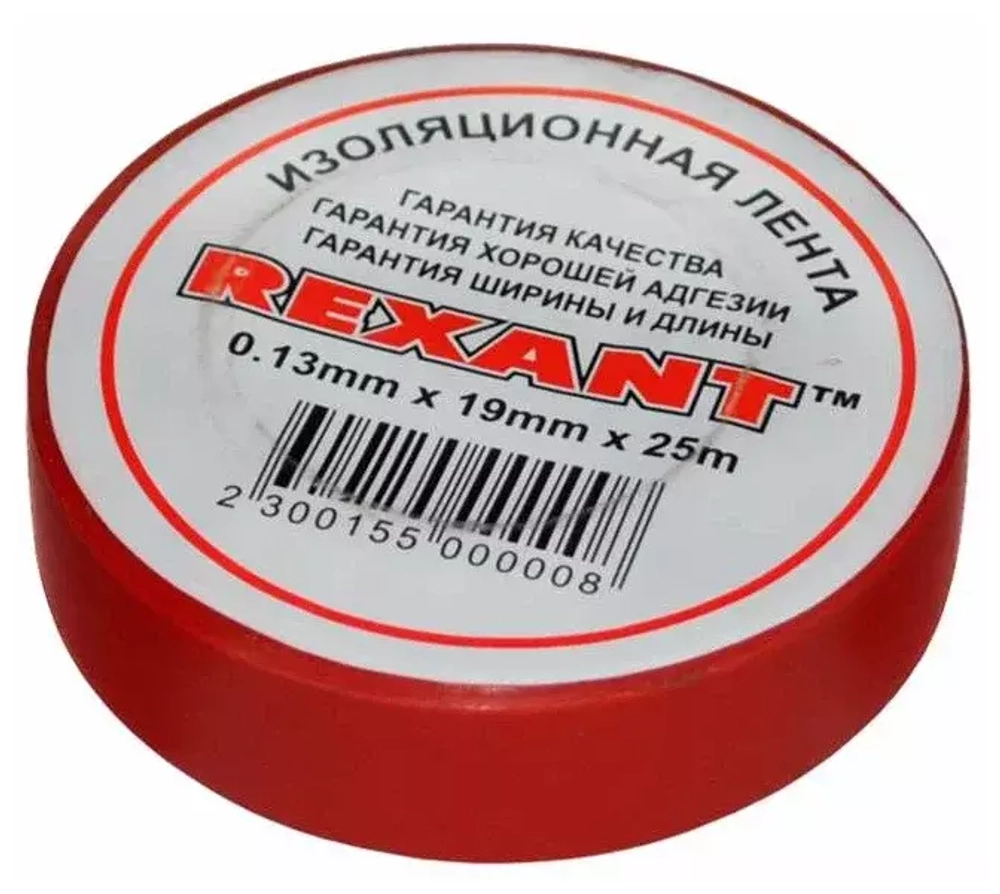 ИЗОЛЯЦИОННАЯ ЛЕНТА
ГАРАНТИЯ КАЧЕСТВА
ГАРАНТИЯ ХОРОШЕЙ АДГЕЗИИ
ГАРАНТИЯ ШИРИНЫ И ДЛИНЫ
REXANT™
0.13mm x 19mm x 25m
2 300155 000008